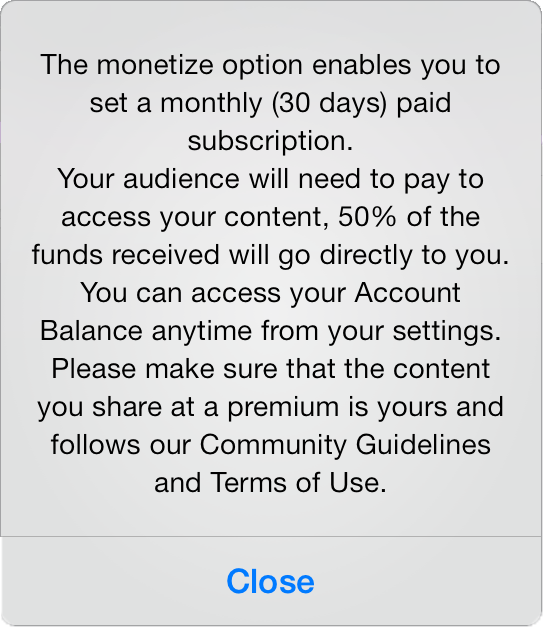 The monetize option enables you to
set a monthly (30 days) paid
subscription.
Your audience will need to pay to
access your content, 50% of the
funds received will go directly to you.
You can access your Account
Balance anytime from your settings.
Please make sure that the content
you share at a premium is yours and
follows our Community Guidelines
and Terms of Use.
Close